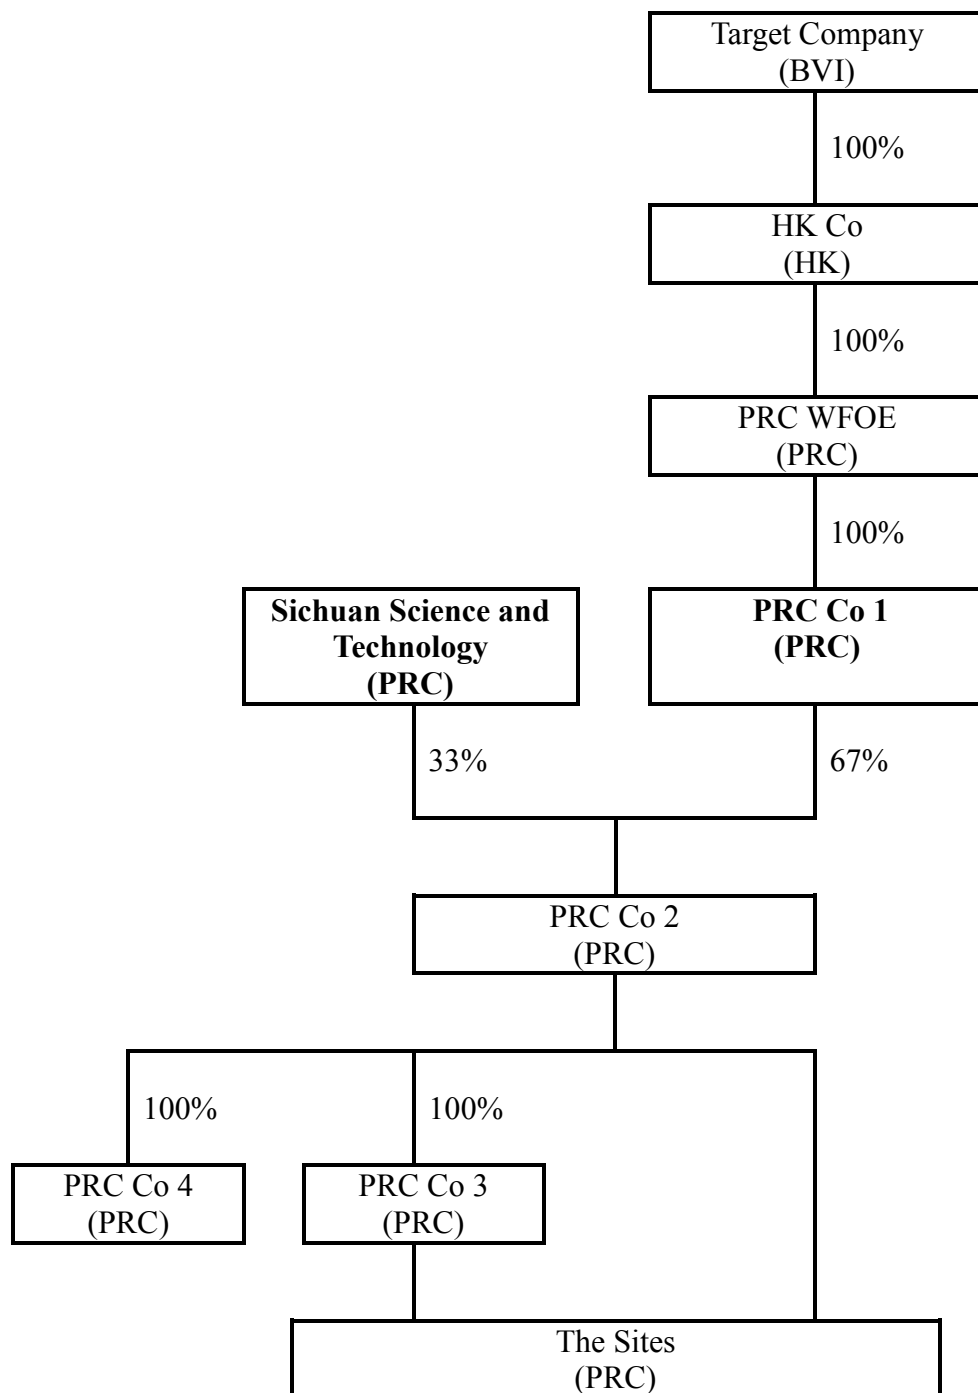 Target Company
(BVI)
100%
HK Co
(HK)
100%
PRC WFOE
(PRC)
100%
Sichuan Science and
Technology
(PRC)
PRC Co 1
(PRC)
33%
67%
PRC Co 2
(PRC)
100%
100%
PRC Co 4
(PRC)
PRC Co 3
(PRC)
The Sites
(PRC)